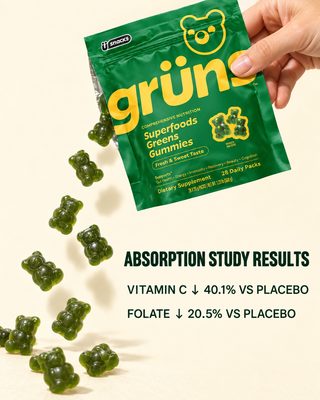 SNACKS
grüns
COMPREHENSIVE NUTRITION
Superfoods
Greens
Gummies
Fresh & Sweet Taste
Supports*
Dietary Supplement
28 Daily Packs
ABSORPTION STUDY RESULTS
VITAMIN C ↓ 40.1% VS PLACEBO
FOLATE ↓ 20.5% VS PLACEBO